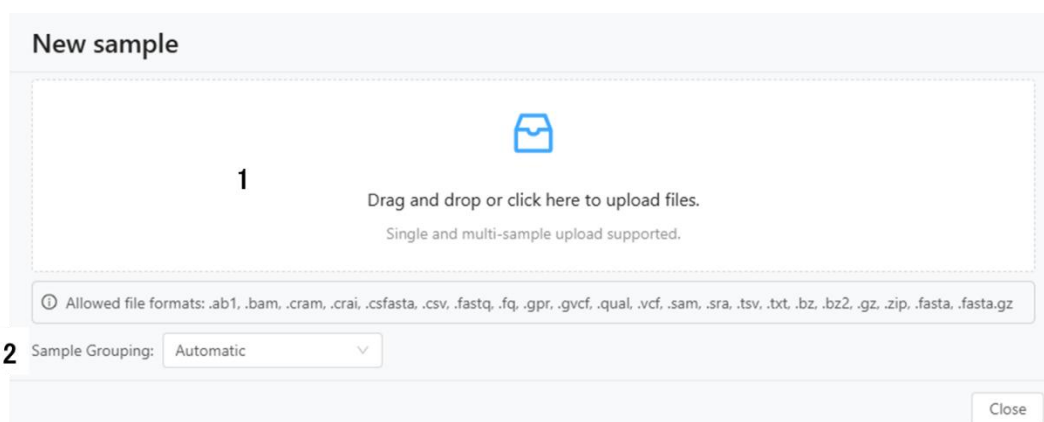 New sample
1
Drag and drop or click here to upload files.
Single and multi-sample upload supported.
Allowed file formats: .ab1, .bam, .cram, .crai, .csfasta, .csv, .fastq, .fq, .gpr, .gvcf, .qual, .vcf, .sam, .sra, .tsv, .txt, .bz, .bz2, .gz, .zip, .fasta, .fasta.gz
2 Sample Grouping: Automatic
Close